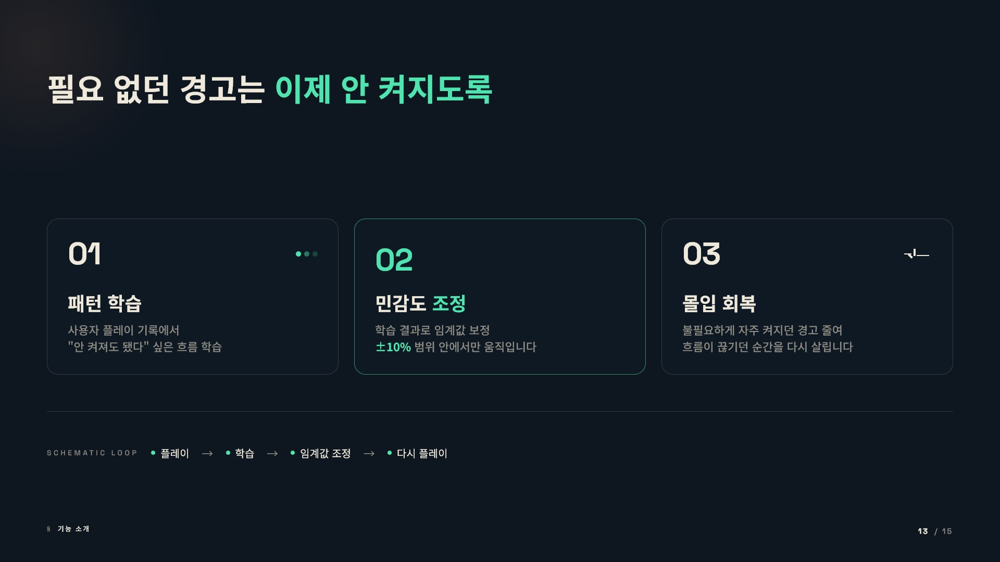 필요 없던 경고는 이제 안 켜지도록
01
패턴 학습
사용자 플레이 기록에서
"안 켜져도 됐다" 싶은 흐름 학습
02
민감도 조정
학습 결과로 임계값 보정
±10% 범위 안에서만 움직입니다
03
몰입 회복
불필요하게 자주 켜지던 경고 줄여
흐름이 끊기던 순간을 다시 살립니다
SCHEMATIC LOOP 플레이 → 학습 → 임계값 조정 → 다시 플레이
§ 기능 소개
13 / 15